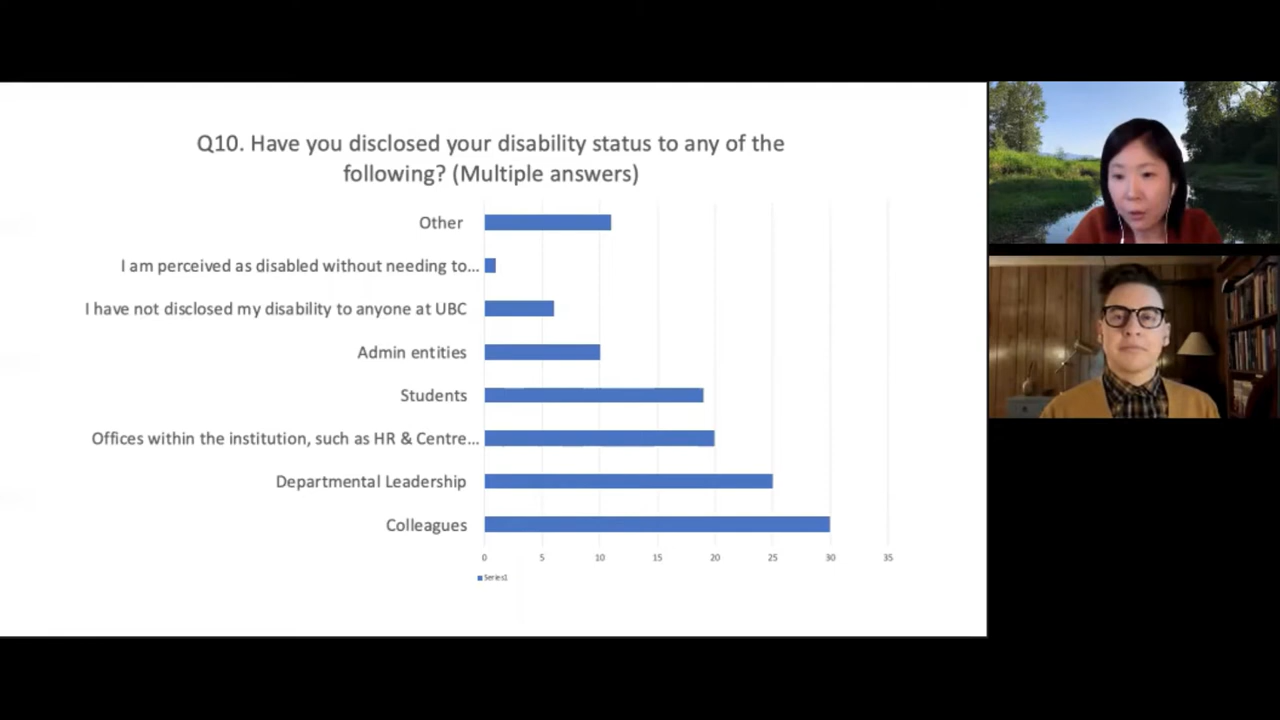 Q10. Have you disclosed your disability status to any of the
following? (Multiple answers)
Other
I am perceived as disabled without needing to...
I have not disclosed my disability to anyone at UBC
Admin entities
Students
Offices within the institution, such as HR & Centre...
Departmental Leadership
Colleagues
0 5 10 15 20 25 30 35
Series1